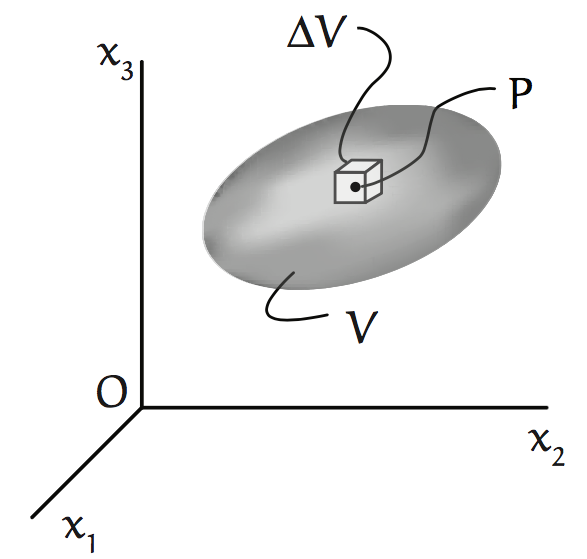 ΔV
x₃
P
V
O
x₂
x₁